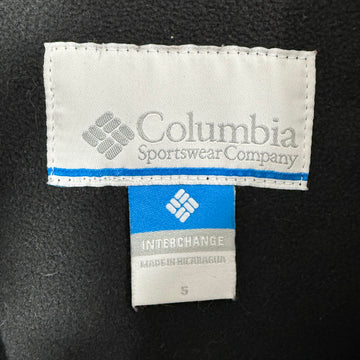 Columbia
Sportswear Company
INTERCHANGE
MADE IN NICARAGUA
S